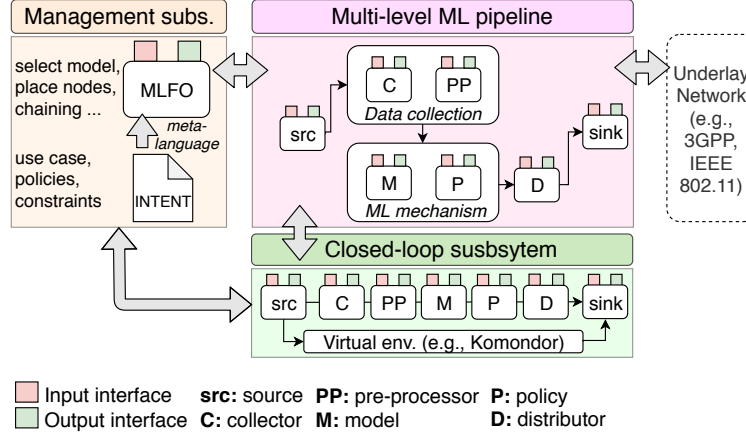 Management subs.
Multi-level ML pipeline
select model,
place nodes,
chaining ...
MLFO
meta-
language
use case,
policies,
constraints
INTENT
src
C
PP
Data collection
M
P
ML mechanism
D
sink
Underlay
Network
(e.g.,
3GPP,
IEEE
802.11)
Closed-loop susbsytem
src
C
PP
M
P
D
sink
Virtual env. (e.g., Komondor)
Input interface
src: source
PP: pre-processor
P: policy
Output interface
C: collector
M: model
D: distributor